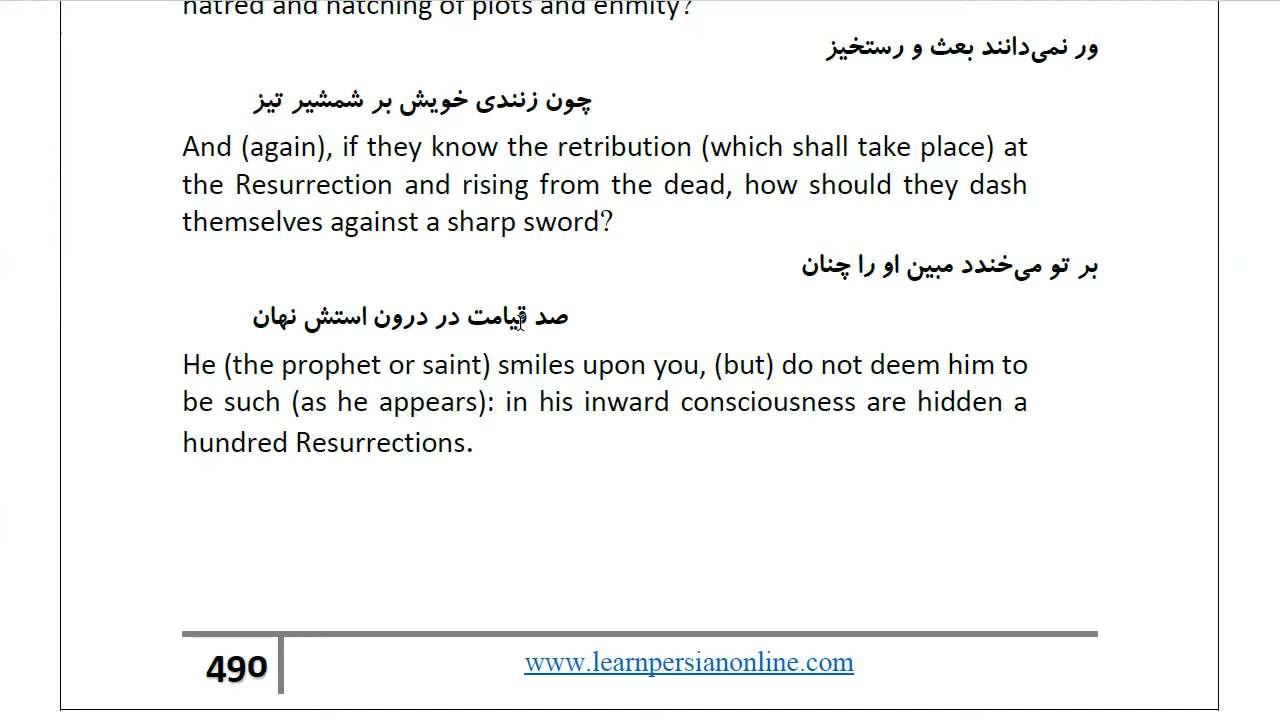 hatred and hatching of plots and enmity?
ور نمی‌دانند بعث و رستخیز
چون زنندی خویش بر شمشیر تیز
And (again), if they know the retribution (which shall take place) at
the Resurrection and rising from the dead, how should they dash
themselves against a sharp sword?
بر تو می‌خندد مبین او را چنان
صد قیامت در درون استش نهان
He (the prophet or saint) smiles upon you, (but) do not deem him to
be such (as he appears): in his inward consciousness are hidden a
hundred Resurrections.
490
www.learnpersianonline.com